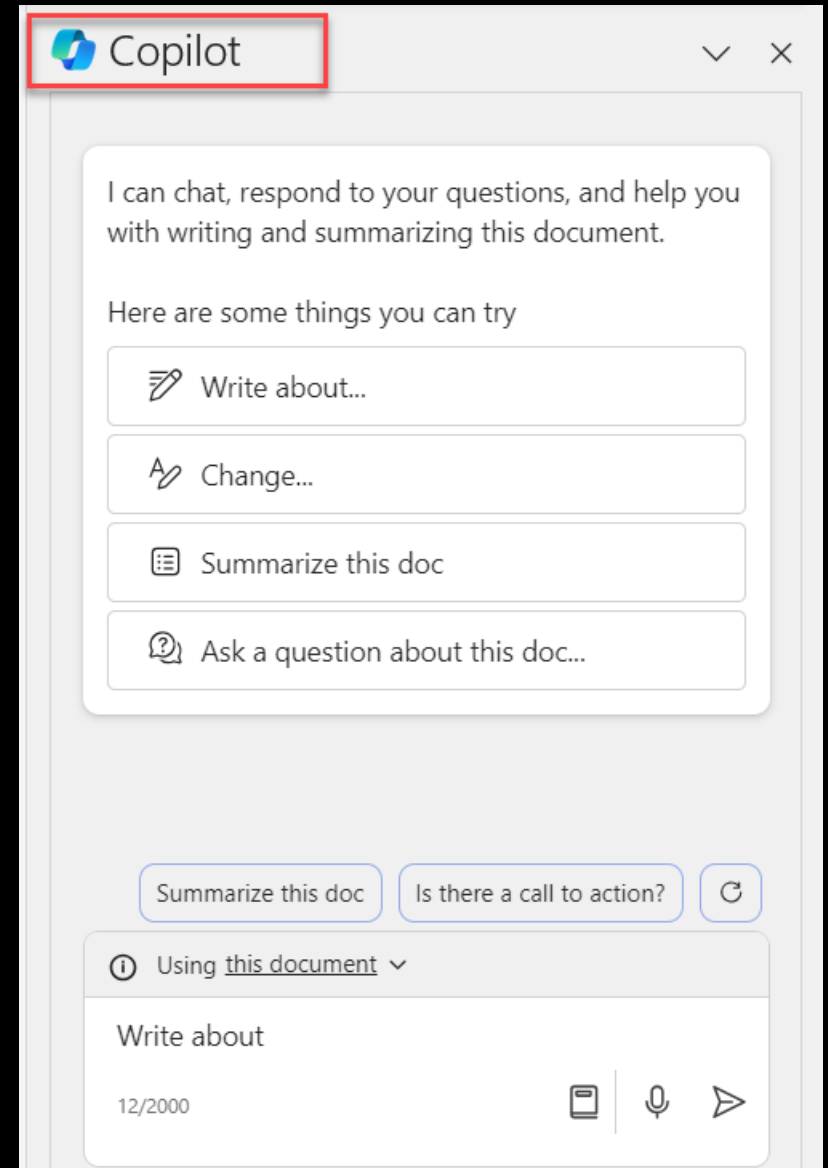 Copilot
I can chat, respond to your questions, and help you
with writing and summarizing this document.
Here are some things you can try
Write about...
Change...
Summarize this doc
Ask a question about this doc...
Summarize this doc
Is there a call to action?
Using this document
Write about
12/2000